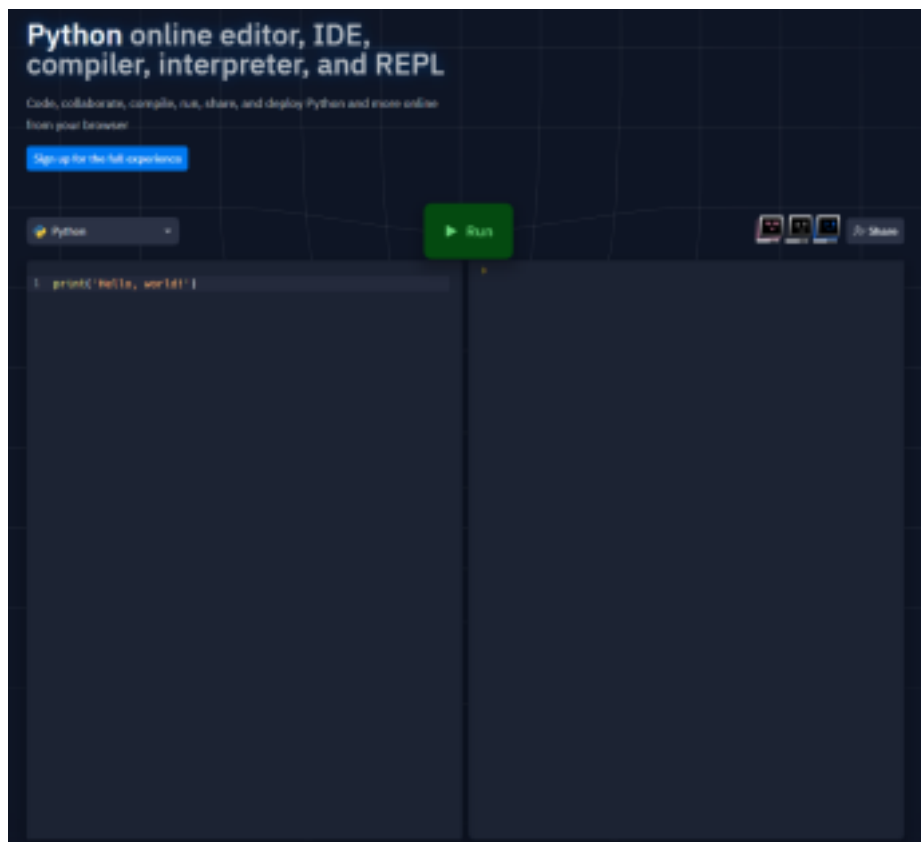 Python online editor, IDE,
compiler, interpreter, and REPL
Code, collaborate, compile, run, share, and deploy Python and more online
from your browser
Sign up for the full experience
Python
Run
Share
1 print('Hello, world!')